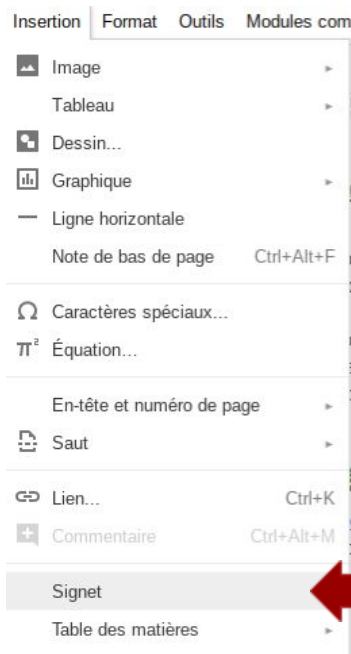 Insertion Format Outils Modules com
Image
Tableau
Dessin...
Graphique
Ligne horizontale
Note de bas de page Ctrl+Alt+F
Ω Caractères spéciaux...
π² Équation...
En-tête et numéro de page
Saut
Lien... Ctrl+K
Commentaire Ctrl+Alt+M
Signet
Table des matières